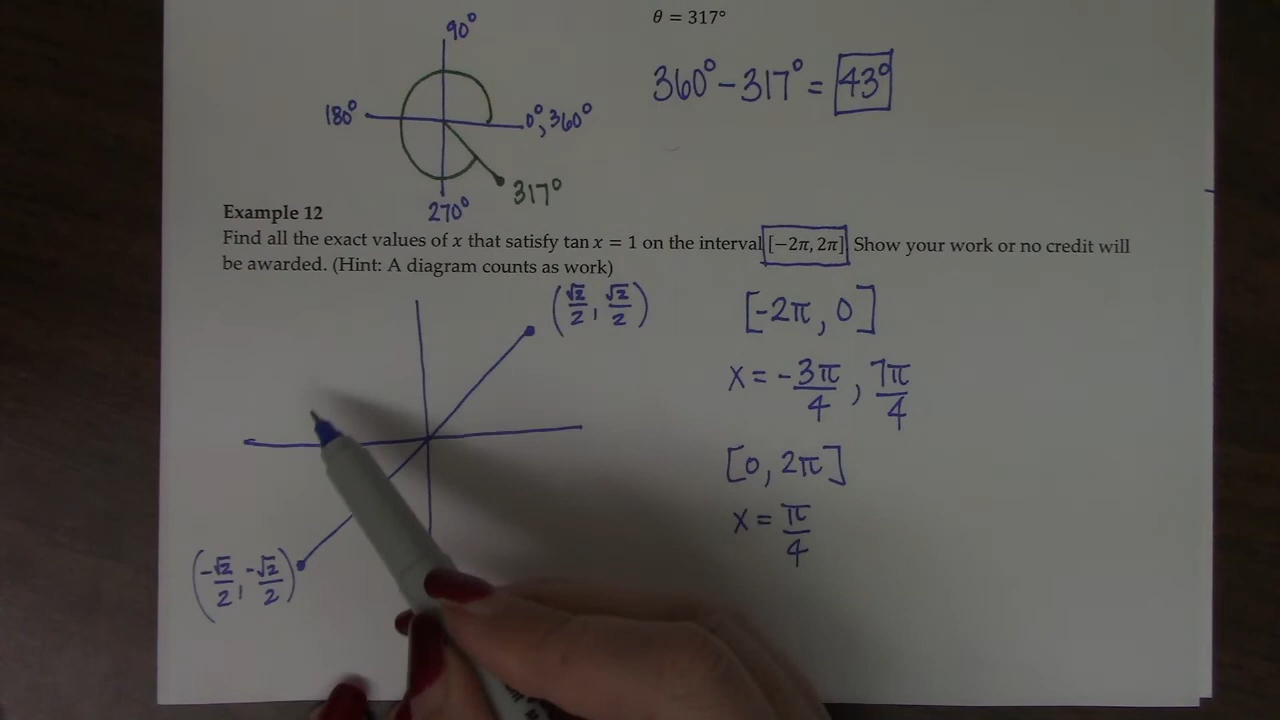 90°
θ = 317°
360° − 317° = 43°
180°
0°, 360°
317°
270°
Example 12
Find all the exact values of x that satisfy tan x = 1 on the interval [−2π, 2π] Show your work or no credit will
be awarded. (Hint: A diagram counts as work)
(√2/2, √2/2)
[-2π, 0]
x = -3π/4, 7π/4
[0, 2π]
x = π/4
(-√2/2, -√2/2)